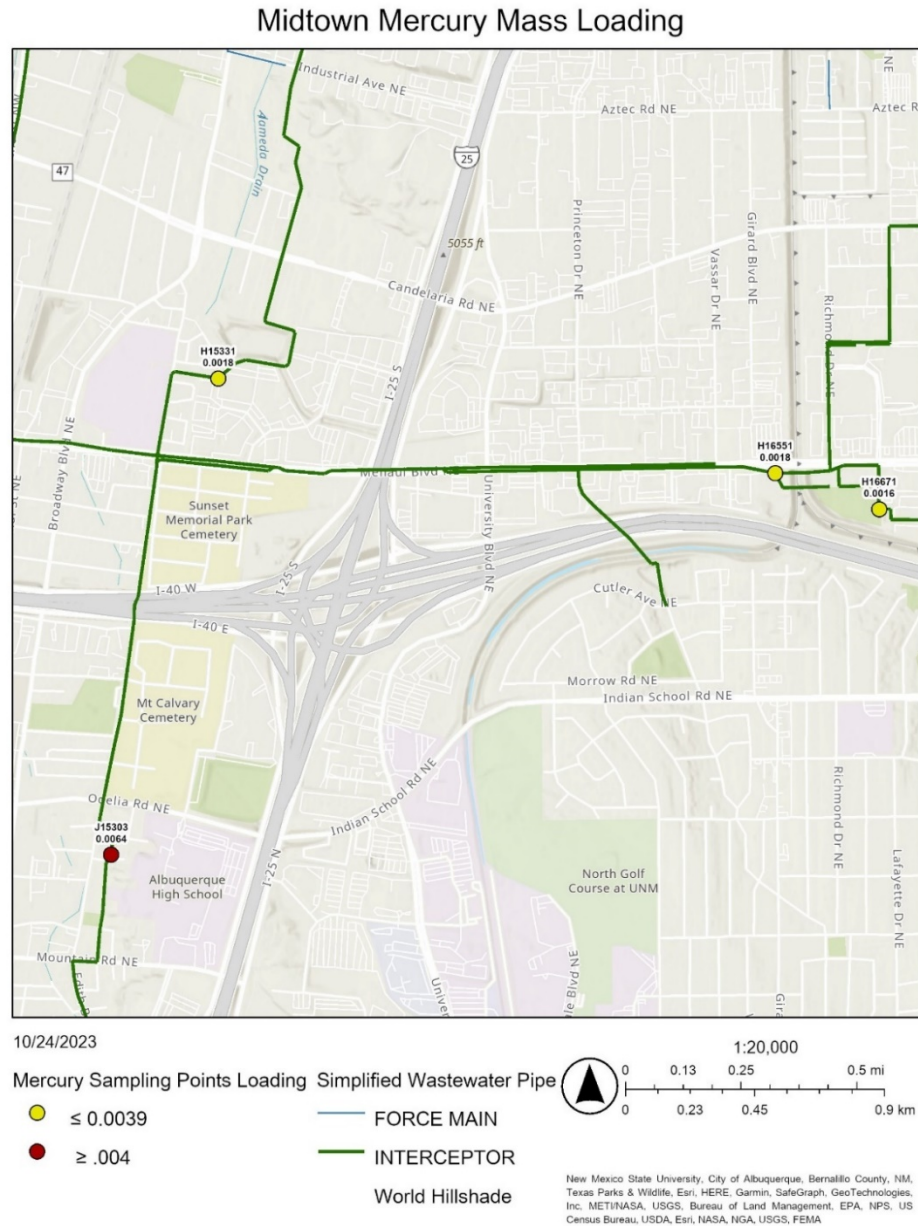 Midtown Mercury Mass Loading
Industrial Ave NE
Aztec Rd NE
Aztec R
NE
Alameda Drain
25
47
Princeton Dr NE
Girard Blvd NE
Vassar Dr NE
5055 ft
Candelaria Rd NE
Richmond Dr NE
H15331
0.0018
I-25 S
Broadway Blvd NE
Menaul Blvd
H16551
0.0018
H16671
0.0016
St NE
Sunset
Memorial Park
Cemetery
University Blvd NE
I-25 S
I-40 W
I-40 E
Cutler Ave NE
Morrow Rd NE
Indian School Rd NE
Mt Calvary
Cemetery
Odelia Rd NE
Indian School Rd NE
J15303
0.0064
Richmond Dr NE
Lafayette Dr NE
I-25 N
Albuquerque
High School
North Golf
Course at UNM
Mountain Rd NE
Edith B
Univer
le Blvd NE
Gira
10/24/2023
1:20,000
Mercury Sampling Points Loading
≤ 0.0039
≥ .004
Simplified Wastewater Pipe
FORCE MAIN
INTERCEPTOR
World Hillshade
0 0.13 0.25 0.5 mi
0 0.23 0.45 0.9 km
New Mexico State University, City of Albuquerque, Bernalillo County, NM,
Texas Parks & Wildlife, Esri, HERE, Garmin, SafeGraph, GeoTechnologies,
Inc, METI/NASA, USGS, Bureau of Land Management, EPA, NPS, US
Census Bureau, USDA, Esri, NASA, NGA, USGS, FEMA